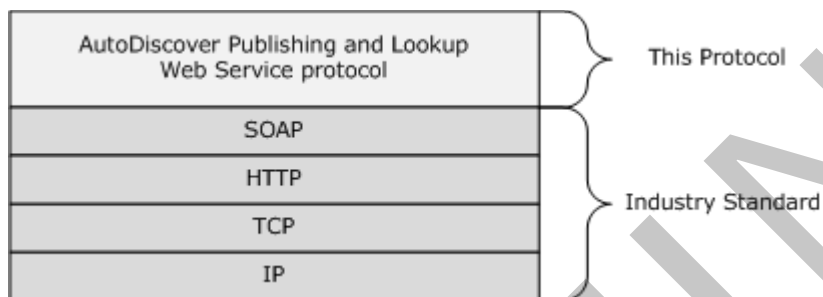 AutoDiscover Publishing and Lookup
Web Service protocol
This Protocol
SOAP
HTTP
TCP
IP
Industry Standard